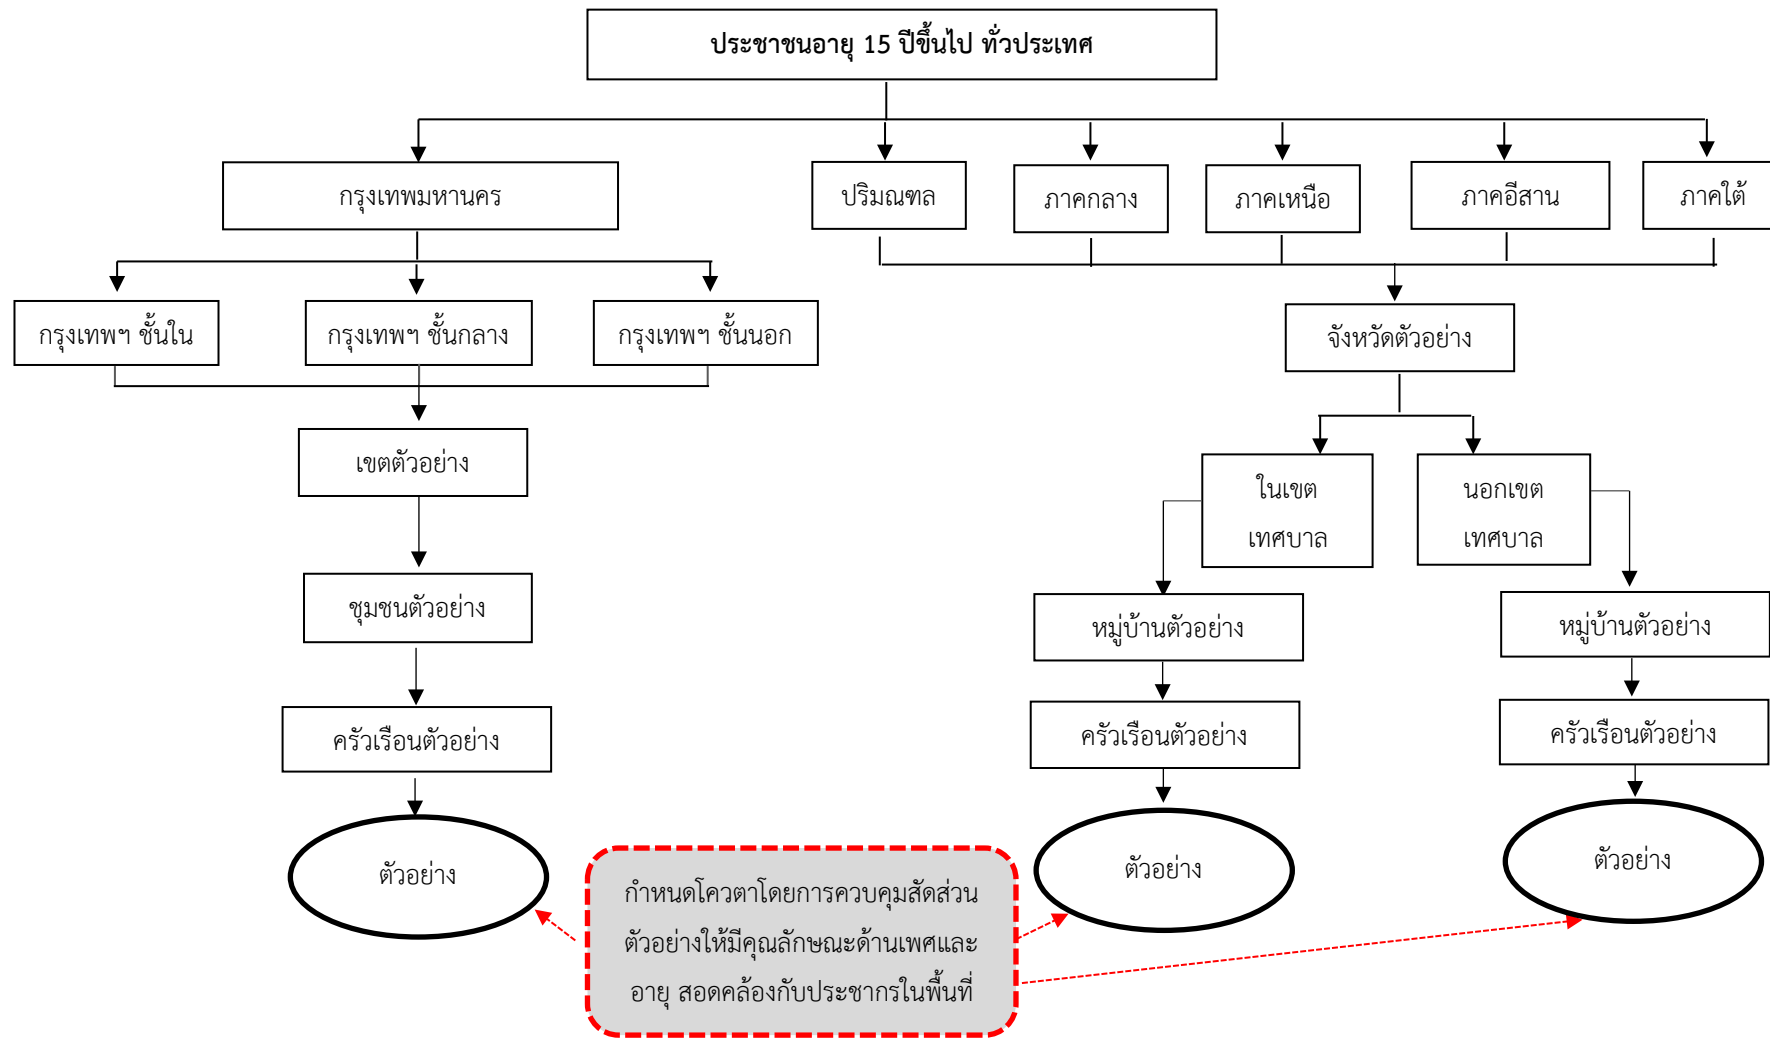 ประชาชนอายุ 15 ปีขึ้นไป ทั่วประเทศ
กรุงเทพมหานคร
ปริมณฑล
ภาคกลาง
ภาคเหนือ
ภาคอีสาน
ภาคใต้
กรุงเทพฯ ชั้นใน
กรุงเทพฯ ชั้นกลาง
กรุงเทพฯ ชั้นนอก
จังหวัดตัวอย่าง
เขตตัวอย่าง
ในเขต
เทศบาล
นอกเขต
เทศบาล
ชุมชนตัวอย่าง
หมู่บ้านตัวอย่าง
หมู่บ้านตัวอย่าง
ครัวเรือนตัวอย่าง
ครัวเรือนตัวอย่าง
ครัวเรือนตัวอย่าง
ตัวอย่าง
ตัวอย่าง
ตัวอย่าง
กำหนดโควตาโดยการควบคุมสัดส่วน
ตัวอย่างให้มีคุณลักษณะด้านเพศและ
อายุ สอดคล้องกับประชากรในพื้นที่